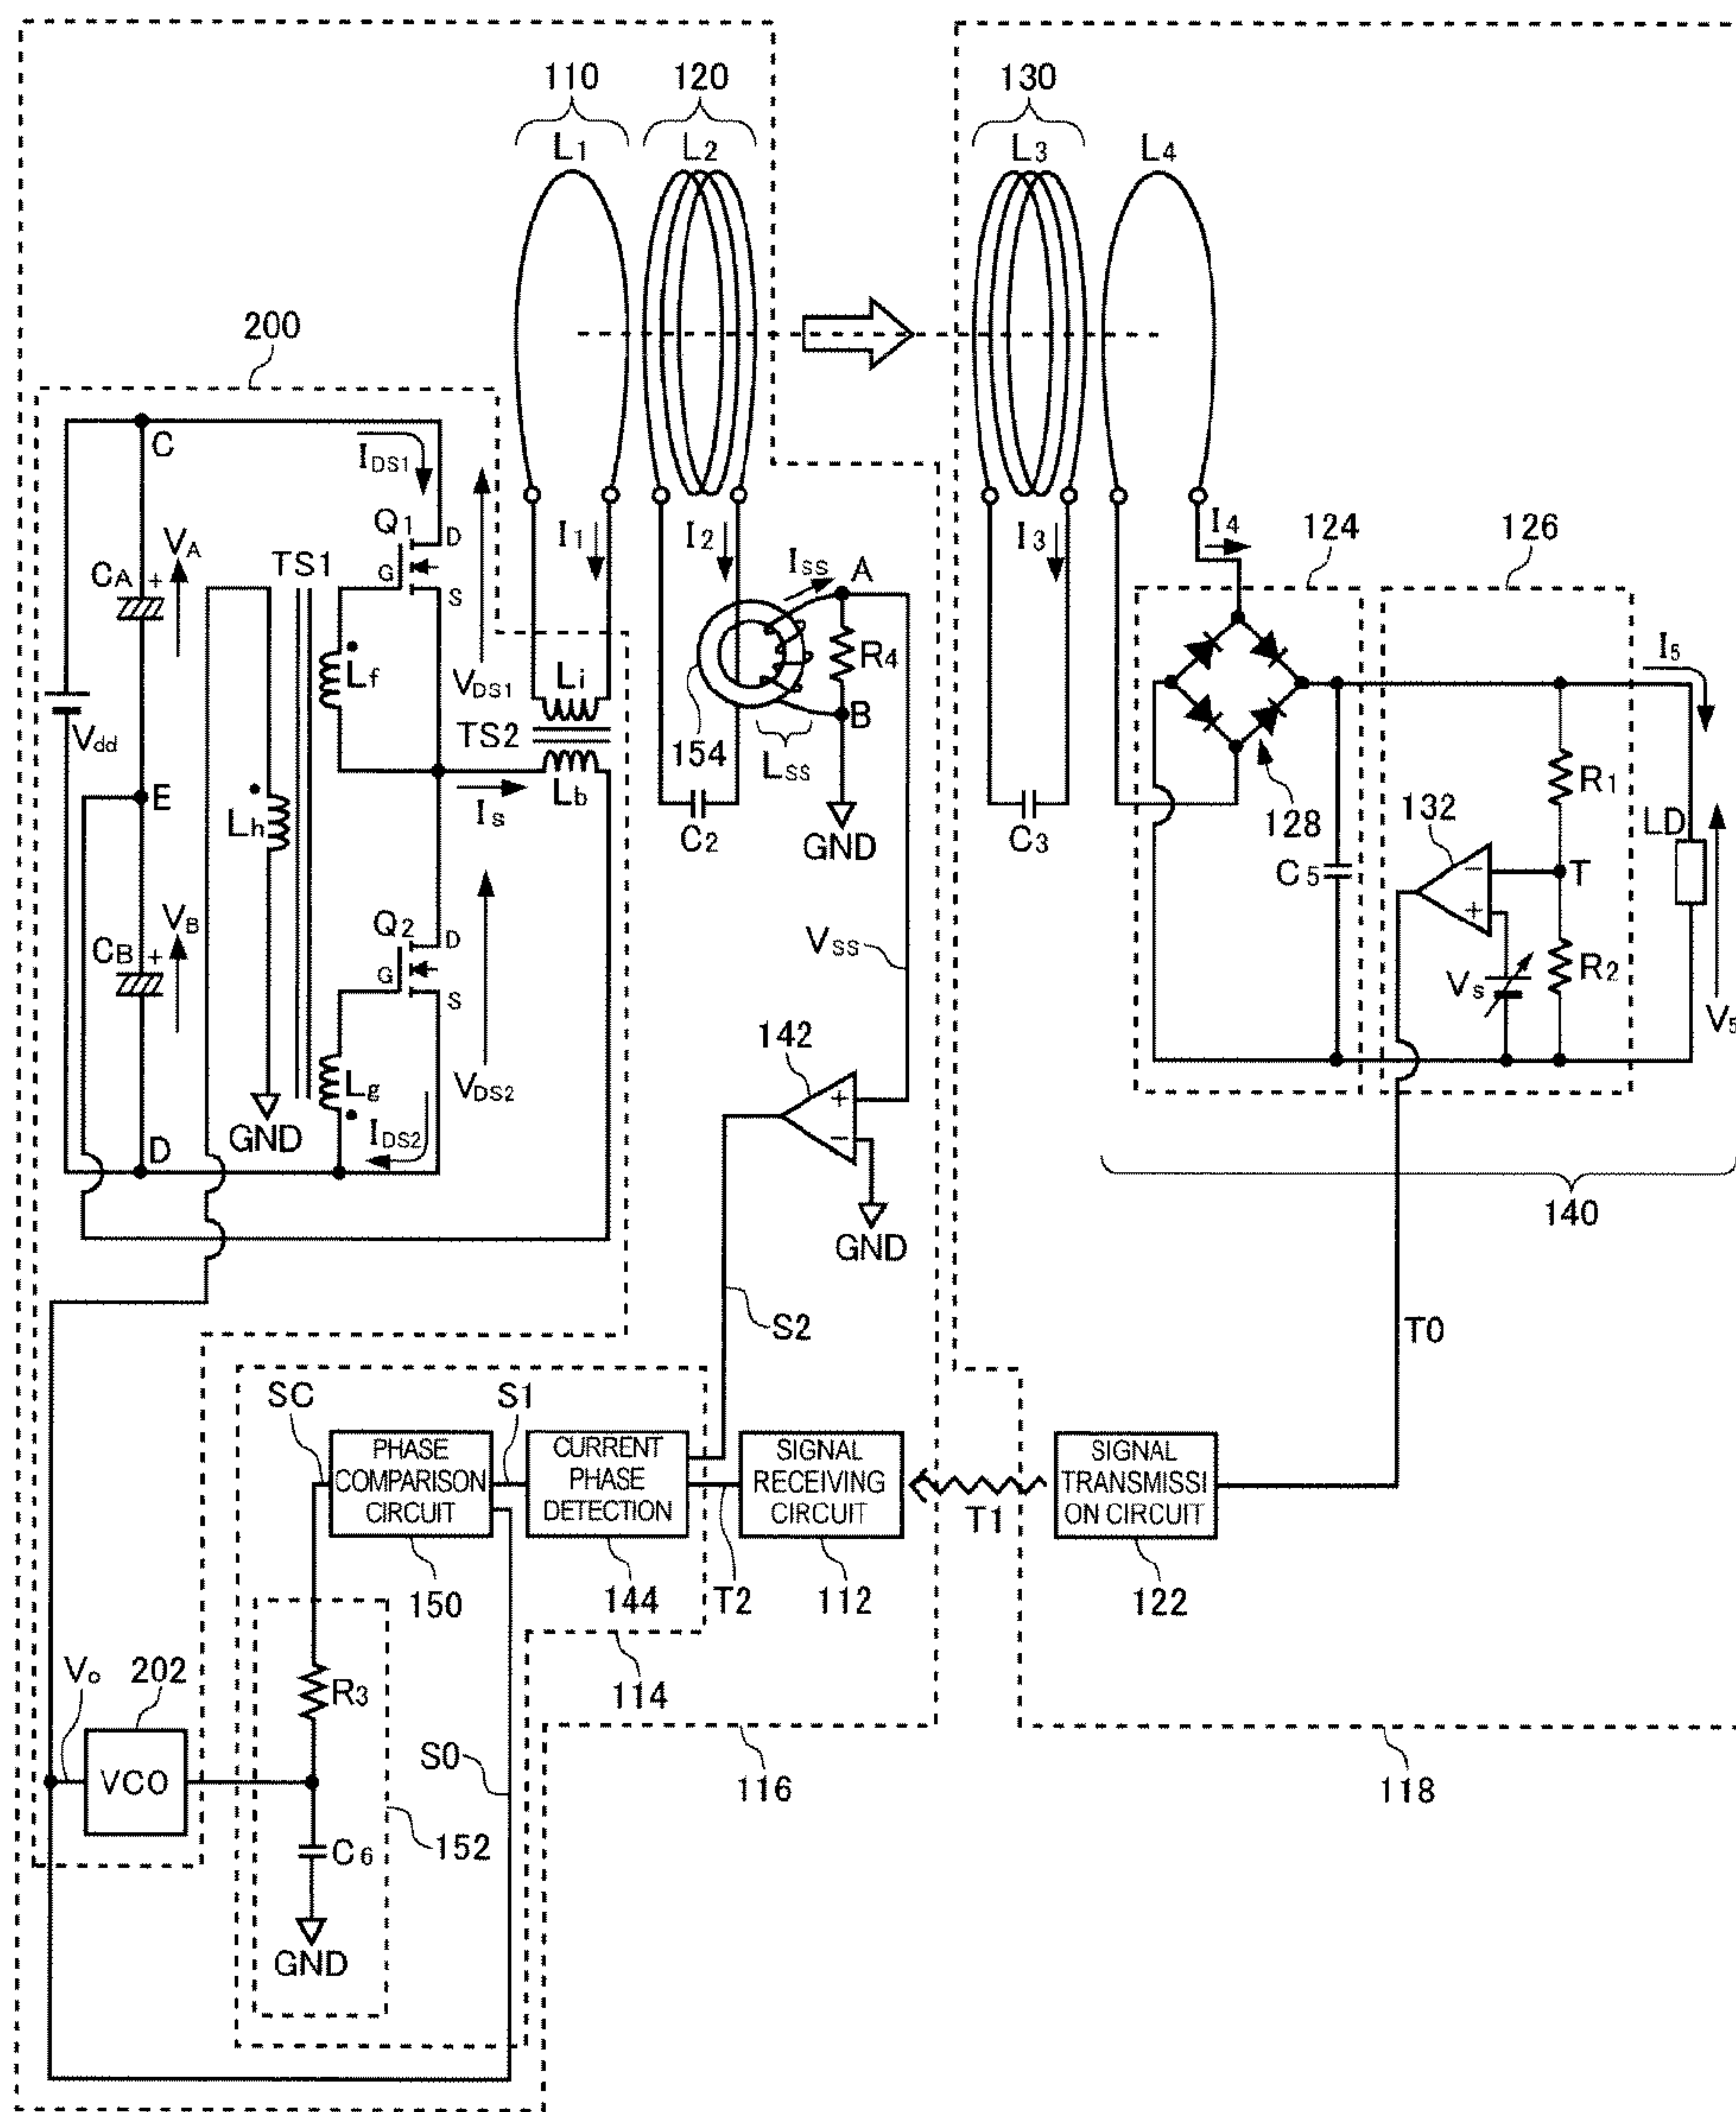 110
120
130
L1
L2
L3
L4
200
C
IDS1
Q1
D
G
S
VA
CA
+
TS1
Lf
VDS1
I1
I2
ISS
A
I3
I4
124
126
Vdd
Li
TS2
Lb
Is
154
LSS
R4
B
GND
C2
C3
128
C5
132
−
+
T
R1
R2
Vs
I5
LD
V5
E
Lh
VB
CB
+
Q2
D
G
S
VDS2
Lg
IDS2
GND
D
VSS
142
+
−
GND
140
S2
T0
SC
S1
PHASE
COMPARISON
CIRCUIT
150
CURRENT
PHASE
DETECTION
144
T2
SIGNAL
RECEIVING
CIRCUIT
112
T1
SIGNAL
TRANSMISSI
ON CIRCUIT
122
Vo
202
VCO
R3
C6
GND
152
S0
114
116
118